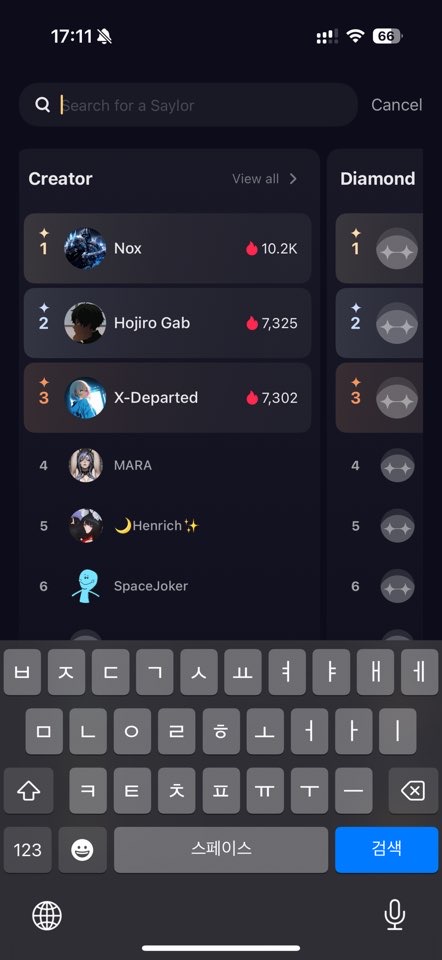 17:11
66
Search for a Saylor
Cancel
Creator
View all
1
Nox
10.2K
2
Hojiro Gab
7,325
3
X-Departed
7,302
4
MARA
5
🌙Henrich✨
6
SpaceJoker
Diamond
1
2
3
4
5
6
ㅂ ㅈ ㄷ ㄱ ㅅ ㅛ ㅕ ㅑ ㅐ ㅔ
ㅁ ㄴ ㅇ ㄹ ㅎ ㅗ ㅓ ㅏ ㅣ
ㅋ ㅌ ㅊ ㅍ ㅠ ㅜ ㅡ
123
스페이스
검색